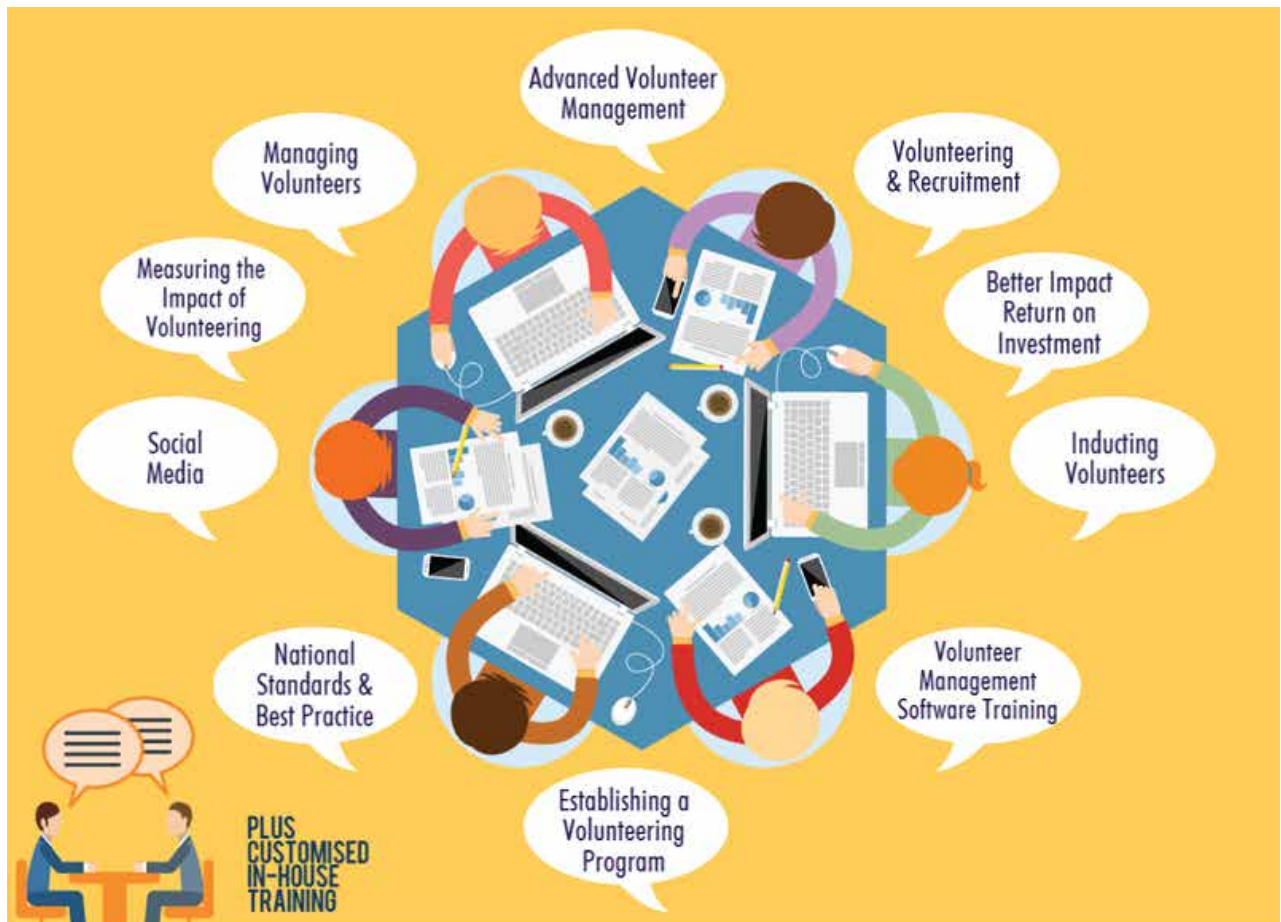 Advanced Volunteer
Management
Managing
Volunteers
Volunteering
& Recruitment
Measuring the
Impact of
Volunteering
Better Impact
Return on
Investment
Social
Media
Inducting
Volunteers
National
Standards &
Best Practice
Volunteer
Management
Software Training
Establishing a
Volunteering
Program
PLUS
CUSTOMISED
IN-HOUSE
TRAINING